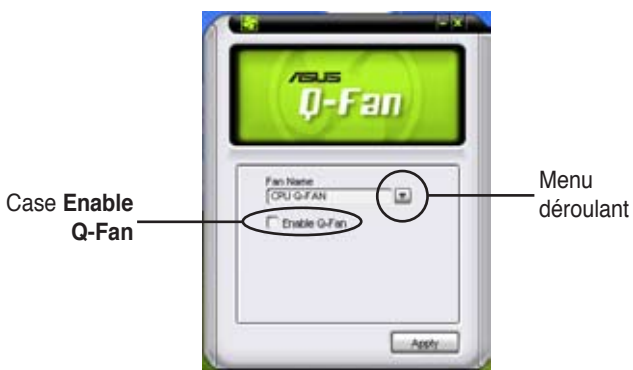 ASUS
Q-Fan
Fan Name
CPU Q-FAN
Enable Q-Fan
Apply
Case Enable
Q-Fan
Menu
déroulant